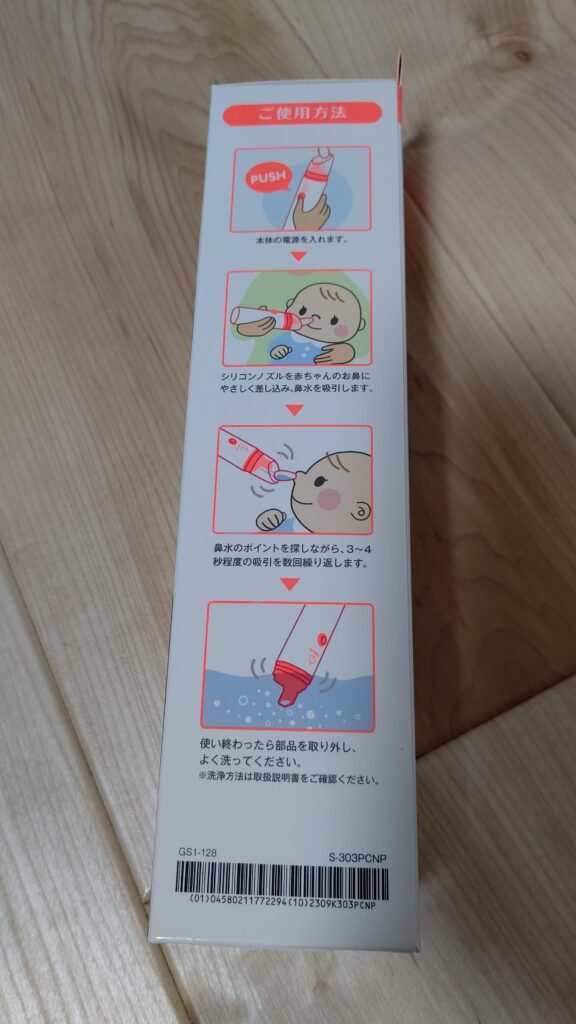 ご使用方法
PUSH
本体の電源を入れます。
シリコンノズルを赤ちゃんのお鼻に
やさしく差し込み、鼻水を吸引します。
鼻水のポイントを探しながら、3〜4
秒程度の吸引を数回繰り返します。
使い終わったら部品を取り外し、
よく洗ってください。
※洗浄方法は取扱説明書をご確認ください。
GS1-128
S-303PCNP
(01)04580211772294(10)2309K303PCNP